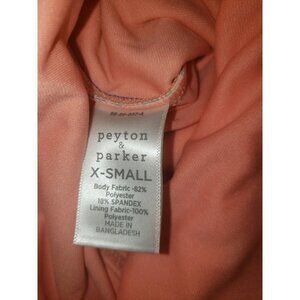 peyton
&
parker
X-SMALL
Body Fabric -82%
Polyester
18% SPANDEX
Lining Fabric-100%
Polyester
MADE IN
BANGLADESH